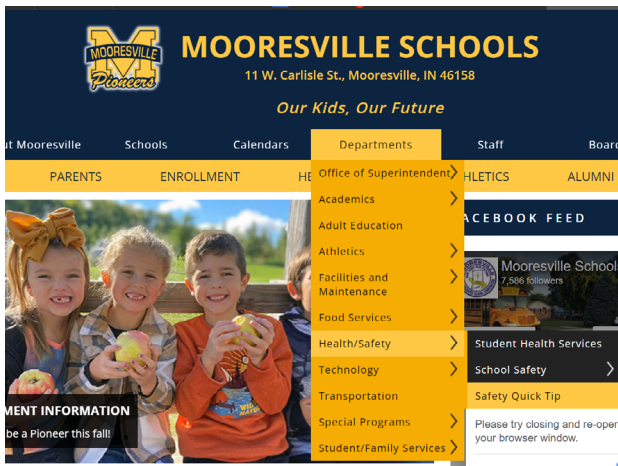 MOORESVILLE
Pioneers
MOORESVILLE SCHOOLS
11 W. Carlisle St., Mooresville, IN 46158
Our Kids, Our Future
ut Mooresville Schools Calendars Departments Staff Board
PARENTS ENROLLMENT HE HLETICS ALUMNI
Office of Superintendent
Academics
Adult Education
Athletics
Facilities and
Maintenance
Food Services
Health/Safety
Technology
Transportation
Special Programs
Student/Family Services
ACEBOOK FEED
Mooresville School
7,586 followers
Student Health Services
School Safety
Safety Quick Tip
Please try closing and re-open
your browser window.
MENT INFORMATION
be a Pioneer this fall!